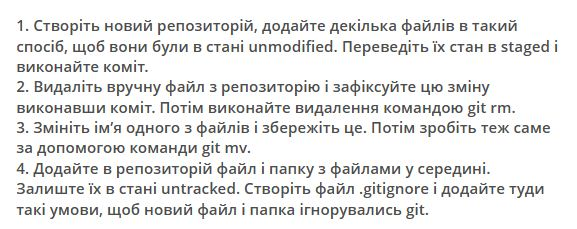 1. Створіть новий репозиторій, додайте декілька файлів в такий
спосіб, щоб вони були в стані unmodified. Переведіть їх стан в staged і
виконайте коміт.
2. Видаліть вручну файл з репозиторію і зафіксуйте цю зміну
виконавши коміт. Потім виконайте видалення командою git rm.
3. Змініть ім’я одного з файлів і збережіть це. Потім зробіть теж саме
за допомогою команди git mv.
4. Додайте в репозиторій файл і папку з файлами у середині.
Залиште їх в стані untracked. Створіть файл .gitignore і додайте туди
такі умови, щоб новий файл і папка ігнорувались git.